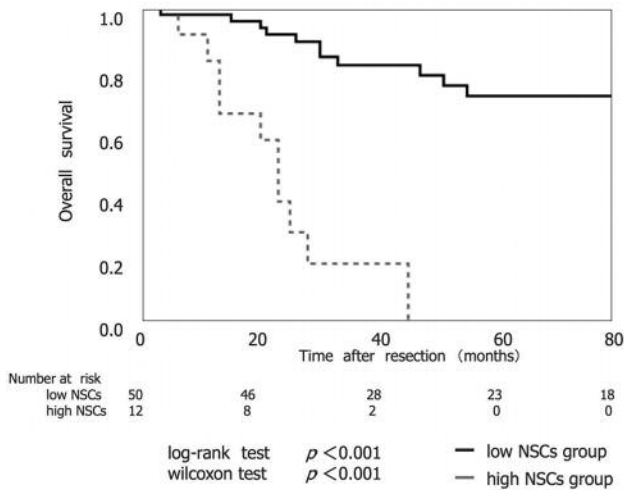 1.0
0.8
0.6
0.4
0.2
0.0
Overall survival
0 20 40 60 80
Time after resection (months)
Number at risk
low NSCs 50 46 28 23 18
high NSCs 12 8 2 0 0
log-rank test p<0.001
wilcoxon test p<0.001
low NSCs group
high NSCs group